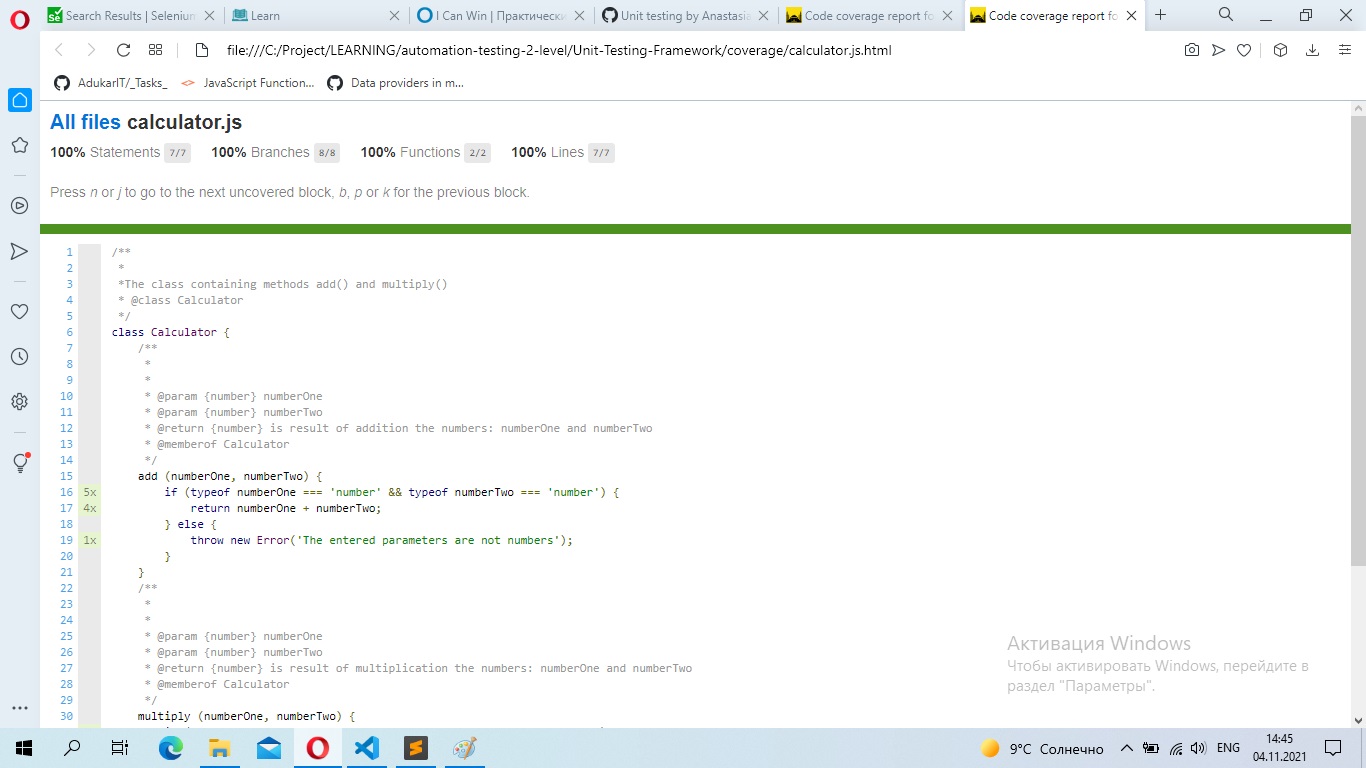 Search Results | Selenium
Learn
I Can Win | Практически
Unit testing by Anastasia
Code coverage report fo
Code coverage report fo
file:///C:/Project/LEARNING/automation-testing-2-level/Unit-Testing-Framework/coverage/calculator.js.html
AdukarIT/_Tasks_
<> JavaScript Function...
Data providers in m...
All files calculator.js
100% Statements 7/7 100% Branches 8/8 100% Functions 2/2 100% Lines 7/7
Press n or j to go to the next uncovered block, b, p or k for the previous block.
1 /**
2 *
3 *The class containing methods add() and multiply()
4 * @class Calculator
5 */
6 class Calculator {
7 /**
8 *
9 *
10 * @param {number} numberOne
11 * @param {number} numberTwo
12 * @return {number} is result of addition the numbers: numberOne and numberTwo
13 * @memberof Calculator
14 */
15 add (numberOne, numberTwo) {
16 5x if (typeof numberOne === 'number' && typeof numberTwo === 'number') {
17 4x return numberOne + numberTwo;
18 } else {
19 1x throw new Error('The entered parameters are not numbers');
20 }
21 }
22 /**
23 *
24 *
25 * @param {number} numberOne
26 * @param {number} numberTwo
27 * @return {number} is result of multiplication the numbers: numberOne and numberTwo
28 * @memberof Calculator
29 */
30 multiply (numberOne, numberTwo) {
Активация Windows
Чтобы активировать Windows, перейдите в
раздел "Параметры".
9°C Солнечно
ENG
14:45
04.11.2021